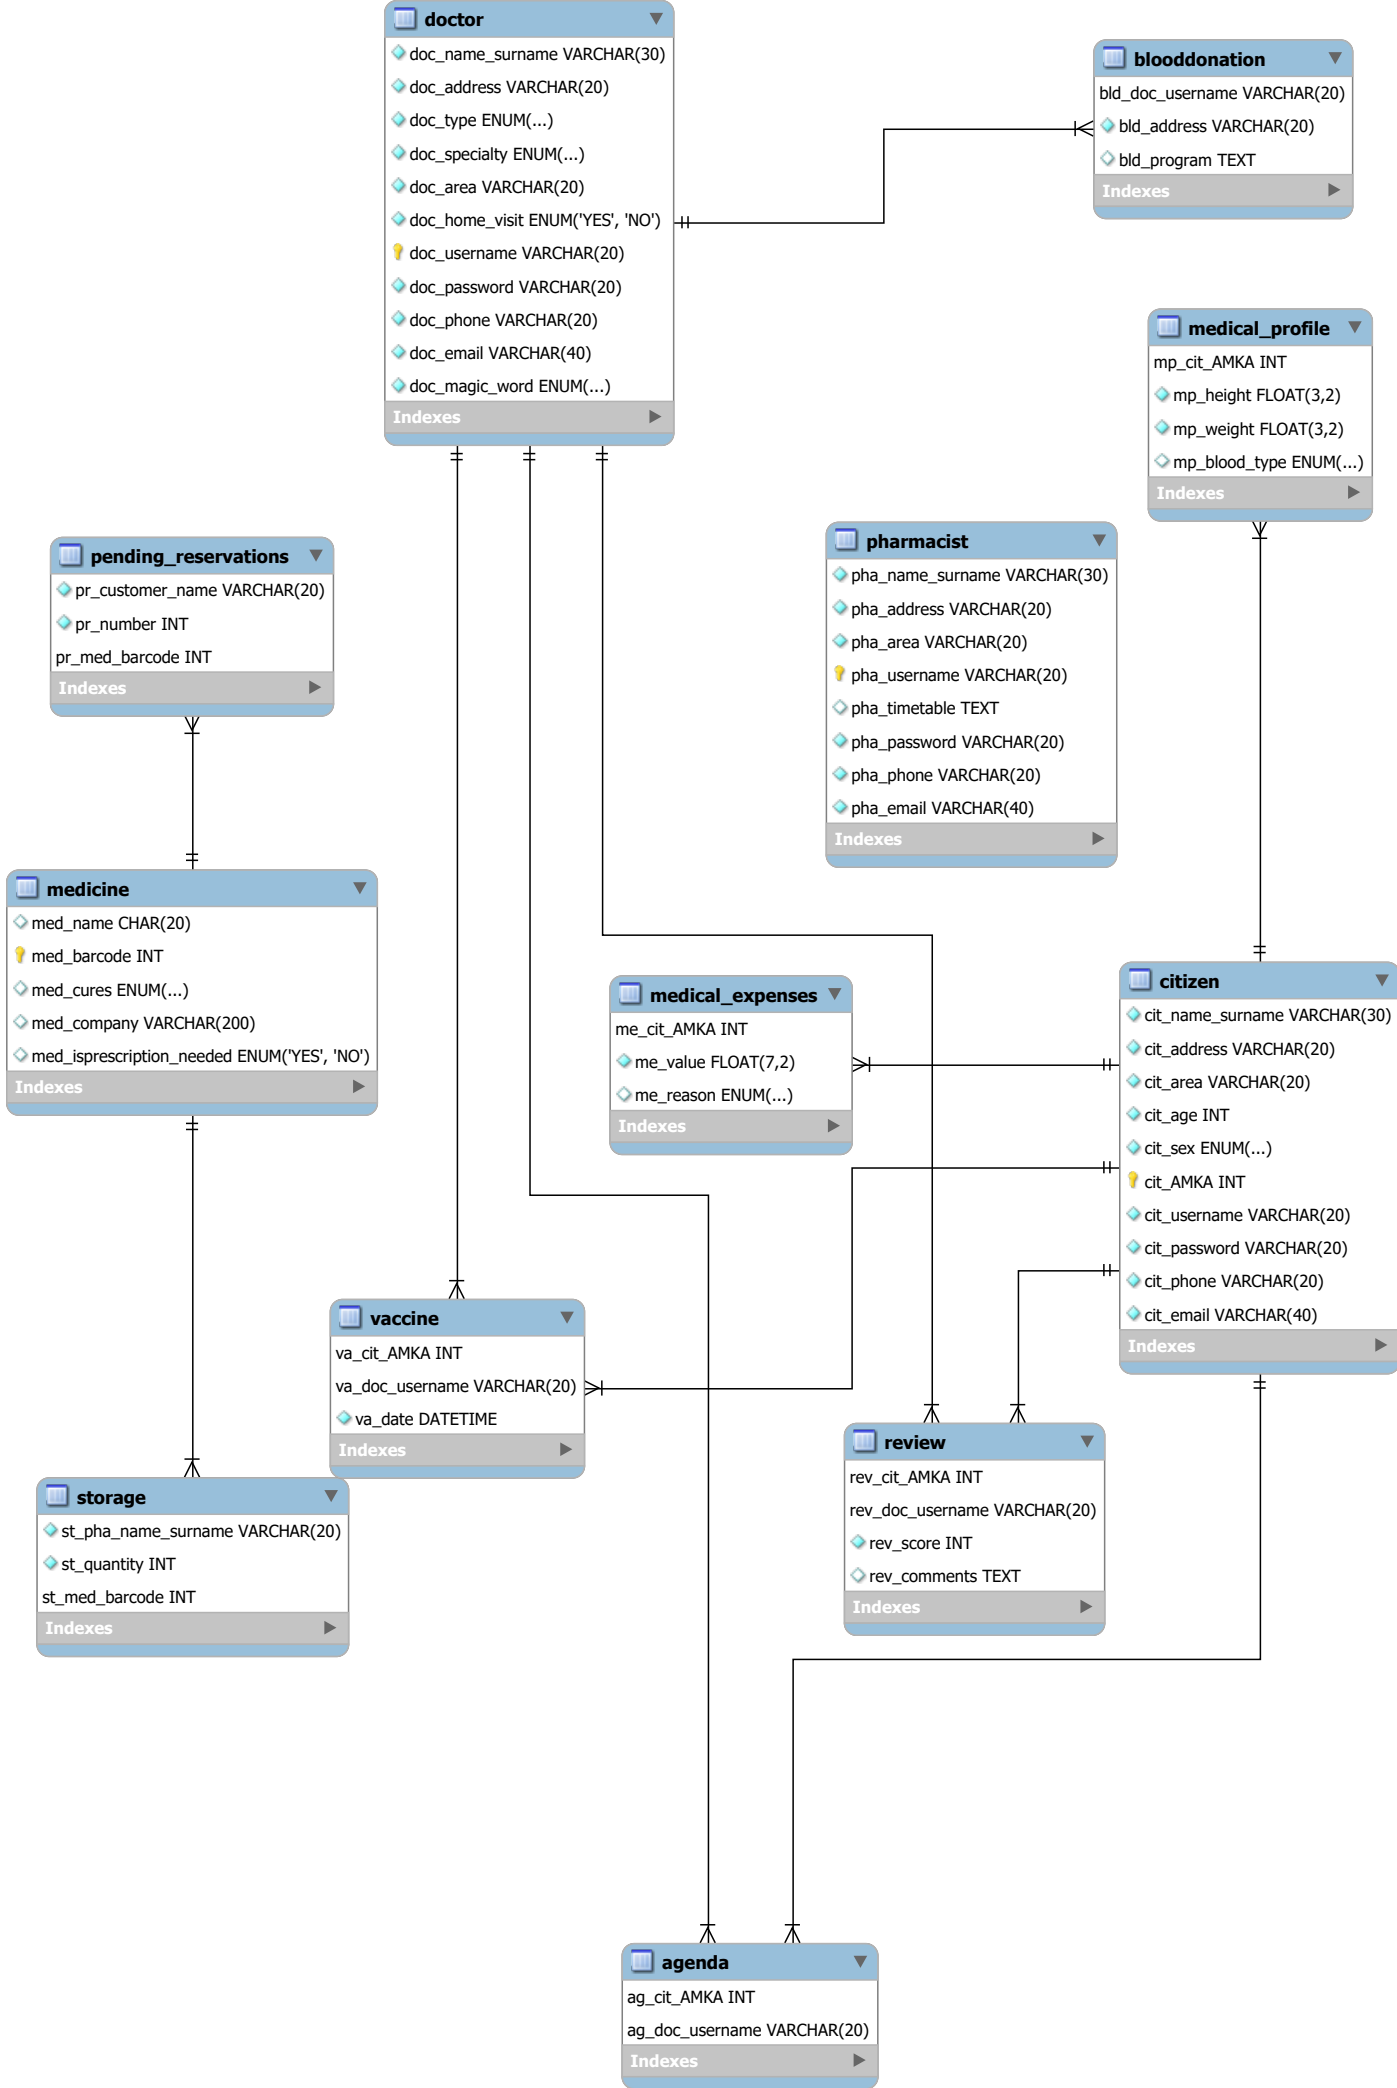 doctor
doc_name_surname VARCHAR(30)
doc_address VARCHAR(20)
doc_type ENUM(...)
doc_specialty ENUM(...)
doc_area VARCHAR(20)
doc_home_visit ENUM('YES', 'NO')
doc_username VARCHAR(20)
doc_password VARCHAR(20)
doc_phone VARCHAR(20)
doc_email VARCHAR(40)
doc_magic_word ENUM(...)
Indexes
blooddonation
bld_doc_username VARCHAR(20)
bld_address VARCHAR(20)
bld_program TEXT
Indexes
medical_profile
mp_cit_AMKA INT
mp_height FLOAT(3,2)
mp_weight FLOAT(3,2)
mp_blood_type ENUM(...)
Indexes
pending_reservations
pr_customer_name VARCHAR(20)
pr_number INT
pr_med_barcode INT
Indexes
pharmacist
pha_name_surname VARCHAR(30)
pha_address VARCHAR(20)
pha_area VARCHAR(20)
pha_username VARCHAR(20)
pha_timetable TEXT
pha_password VARCHAR(20)
pha_phone VARCHAR(20)
pha_email VARCHAR(40)
Indexes
medicine
med_name CHAR(20)
med_barcode INT
med_cures ENUM(...)
med_company VARCHAR(200)
med_isprescription_needed ENUM('YES', 'NO')
Indexes
medical_expenses
me_cit_AMKA INT
me_value FLOAT(7,2)
me_reason ENUM(...)
Indexes
citizen
cit_name_surname VARCHAR(30)
cit_address VARCHAR(20)
cit_area VARCHAR(20)
cit_age INT
cit_sex ENUM(...)
cit_AMKA INT
cit_username VARCHAR(20)
cit_password VARCHAR(20)
cit_phone VARCHAR(20)
cit_email VARCHAR(40)
Indexes
vaccine
va_cit_AMKA INT
va_doc_username VARCHAR(20)
va_date DATETIME
Indexes
review
rev_cit_AMKA INT
rev_doc_username VARCHAR(20)
rev_score INT
rev_comments TEXT
Indexes
storage
st_pha_name_surname VARCHAR(20)
st_quantity INT
st_med_barcode INT
Indexes
agenda
ag_cit_AMKA INT
ag_doc_username VARCHAR(20)
Indexes